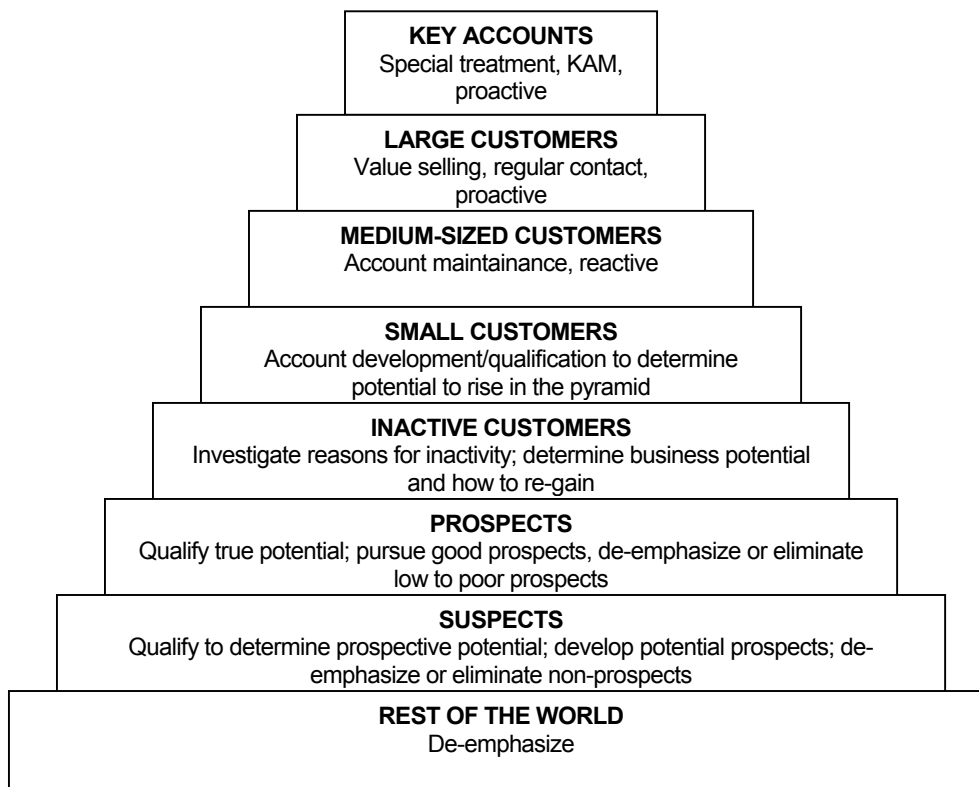 KEY ACCOUNTS
Special treatment, KAM,
proactive
LARGE CUSTOMERS
Value selling, regular contact,
proactive
MEDIUM-SIZED CUSTOMERS
Account maintainance, reactive
SMALL CUSTOMERS
Account development/qualification to determine
potential to rise in the pyramid
INACTIVE CUSTOMERS
Investigate reasons for inactivity; determine business potential
and how to re-gain
PROSPECTS
Qualify true potential; pursue good prospects, de-emphasize or eliminate
low to poor prospects
SUSPECTS
Qualify to determine prospective potential; develop potential prospects; de-
emphasize or eliminate non-prospects
REST OF THE WORLD
De-emphasize